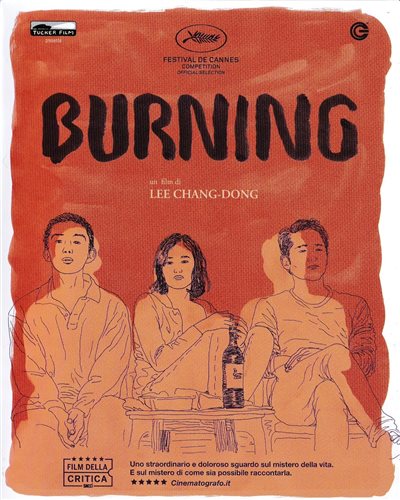 TUCKER FILM
FESTIVAL DE CANNES
COMPETITION
OFFICIAL SELECTION
BURNING
un film di
LEE CHANG-DONG
FILM DELLA
CRITICA
Uno straordinario e doloroso sguardo sul mistero della vita.
E sul mistero di come sia possibile raccontarla.
★★★★★ Cinematografo.it